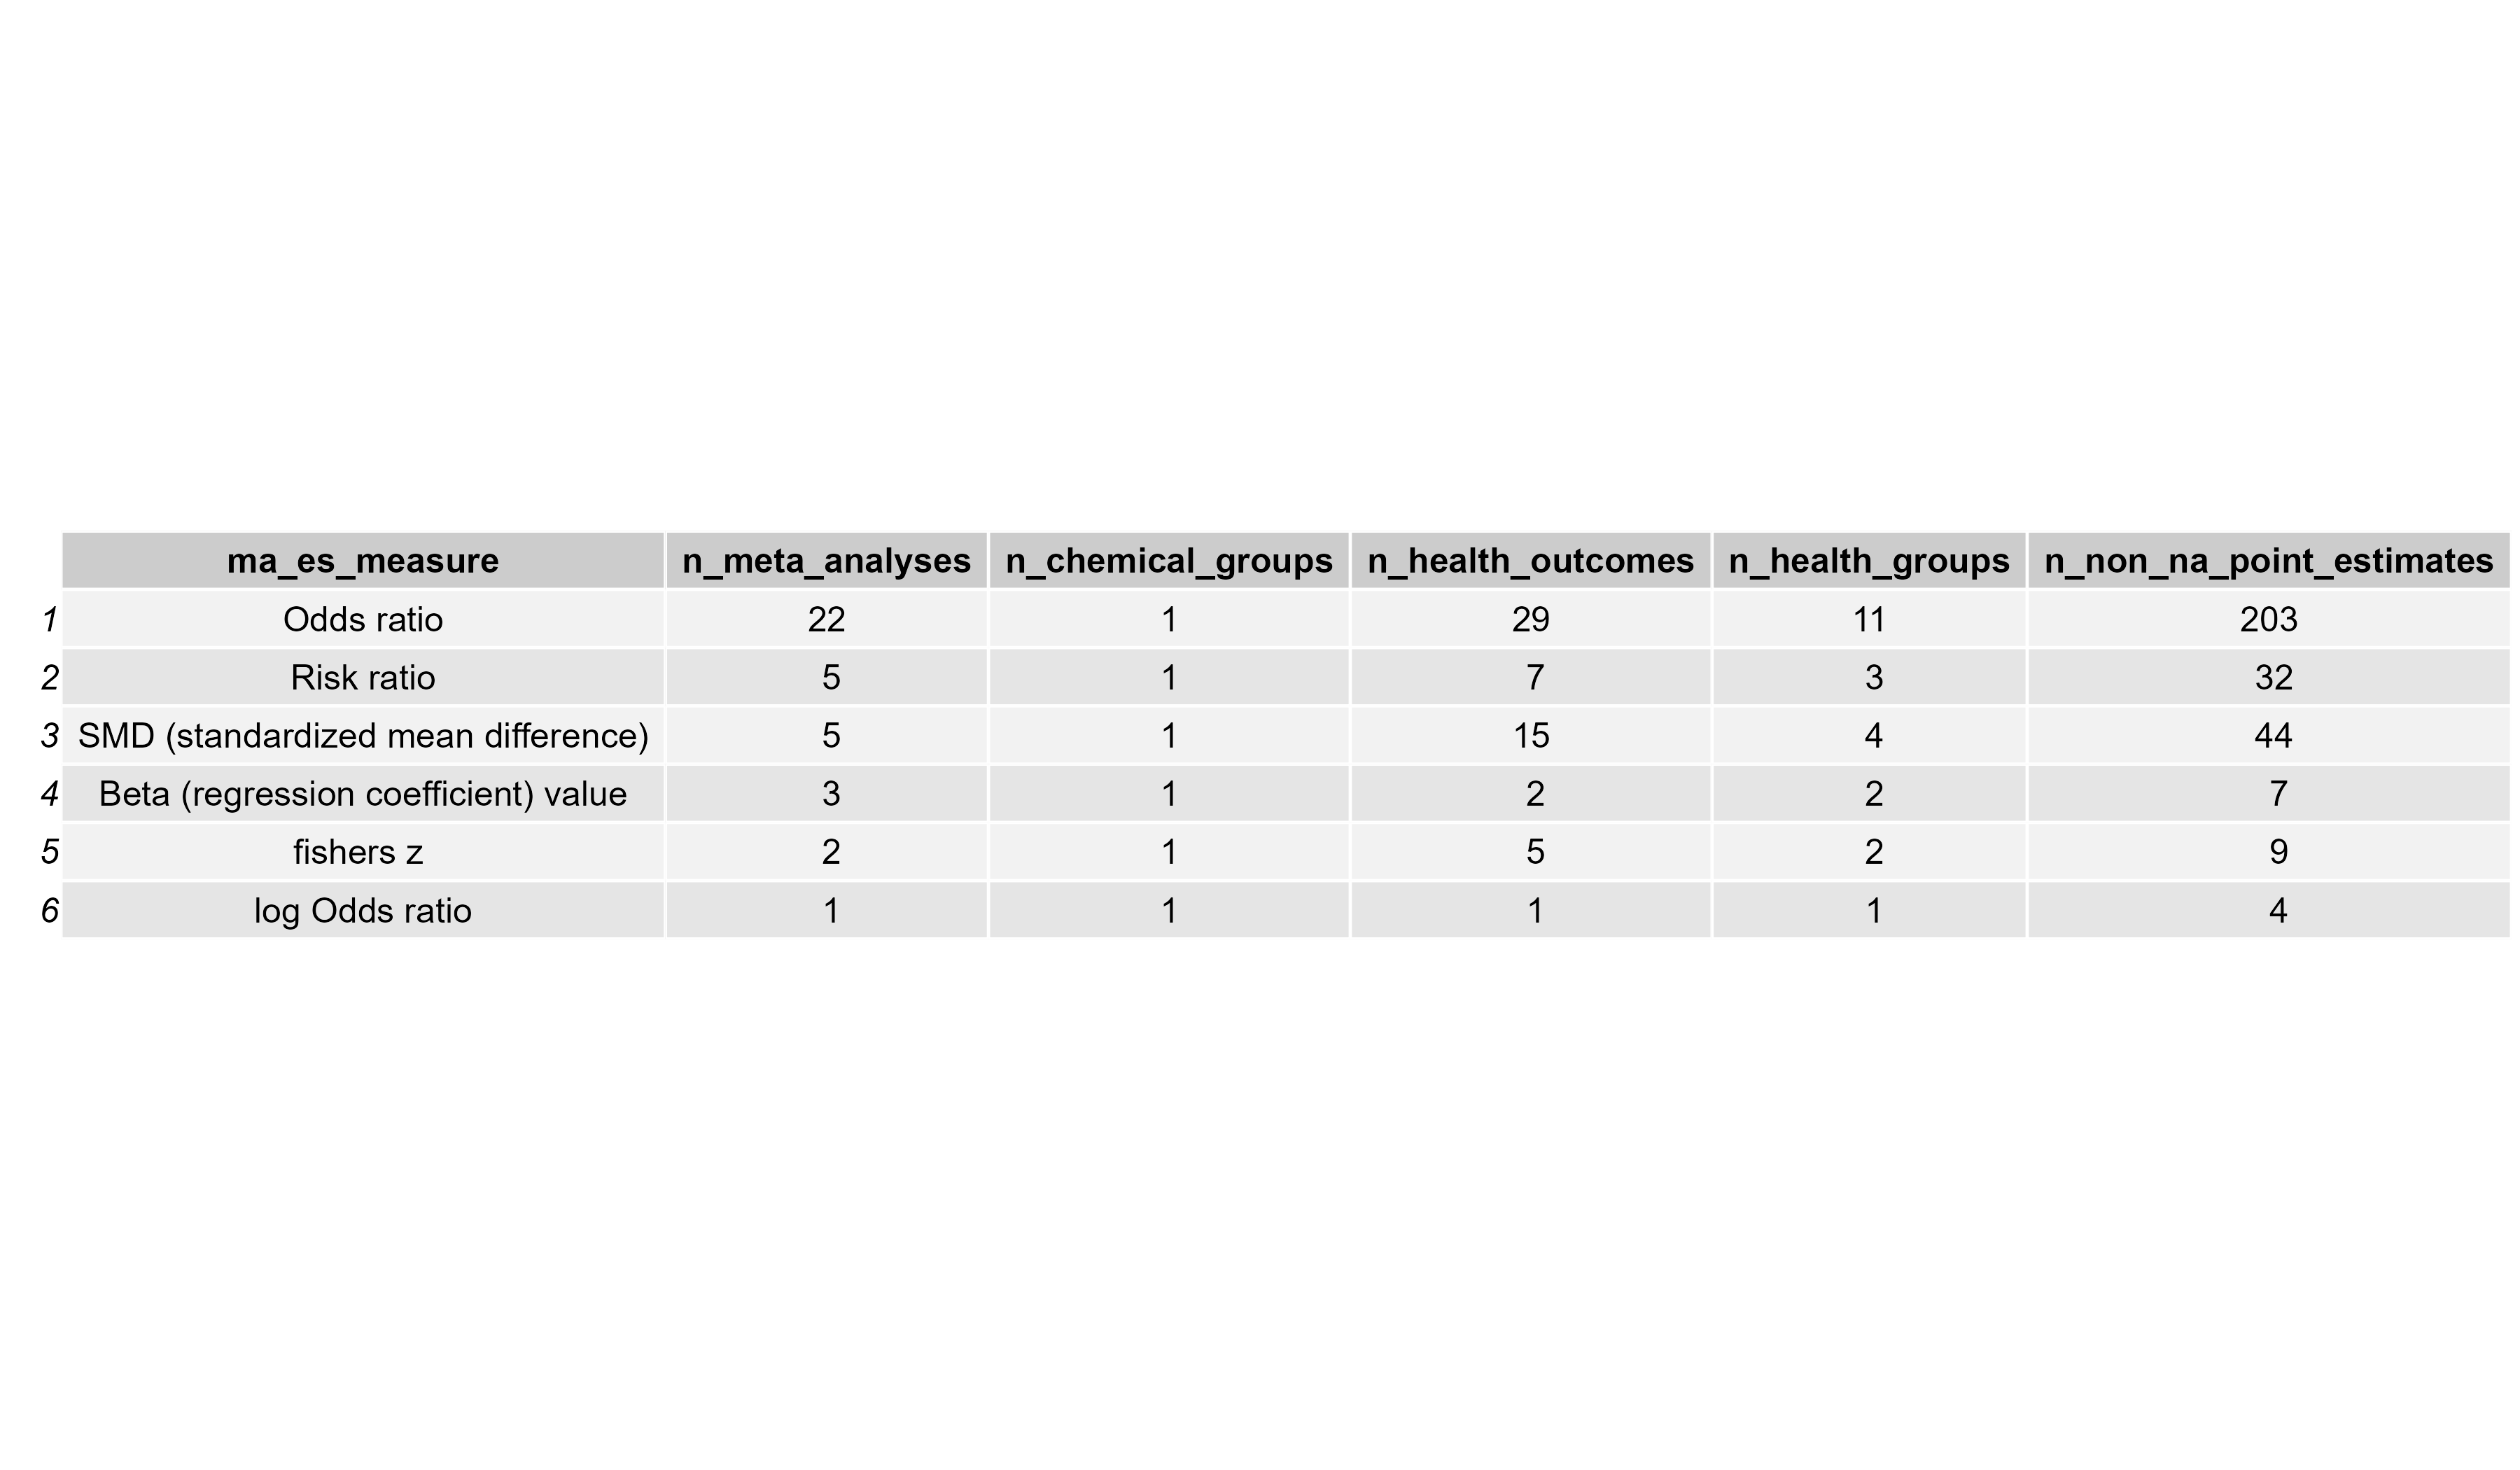 ma_es_measure n_meta_analyses n_chemical_groups n_health_outcomes n_health_groups n_non_na_point_estimates
1 Odds ratio 22 1 29 11 203
2 Risk ratio 5 1 7 3 32
3 SMD (standardized mean difference) 5 1 15 4 44
4 Beta (regression coefficient) value 3 1 2 2 7
5 fishers z 2 1 5 2 9
6 log Odds ratio 1 1 1 1 4